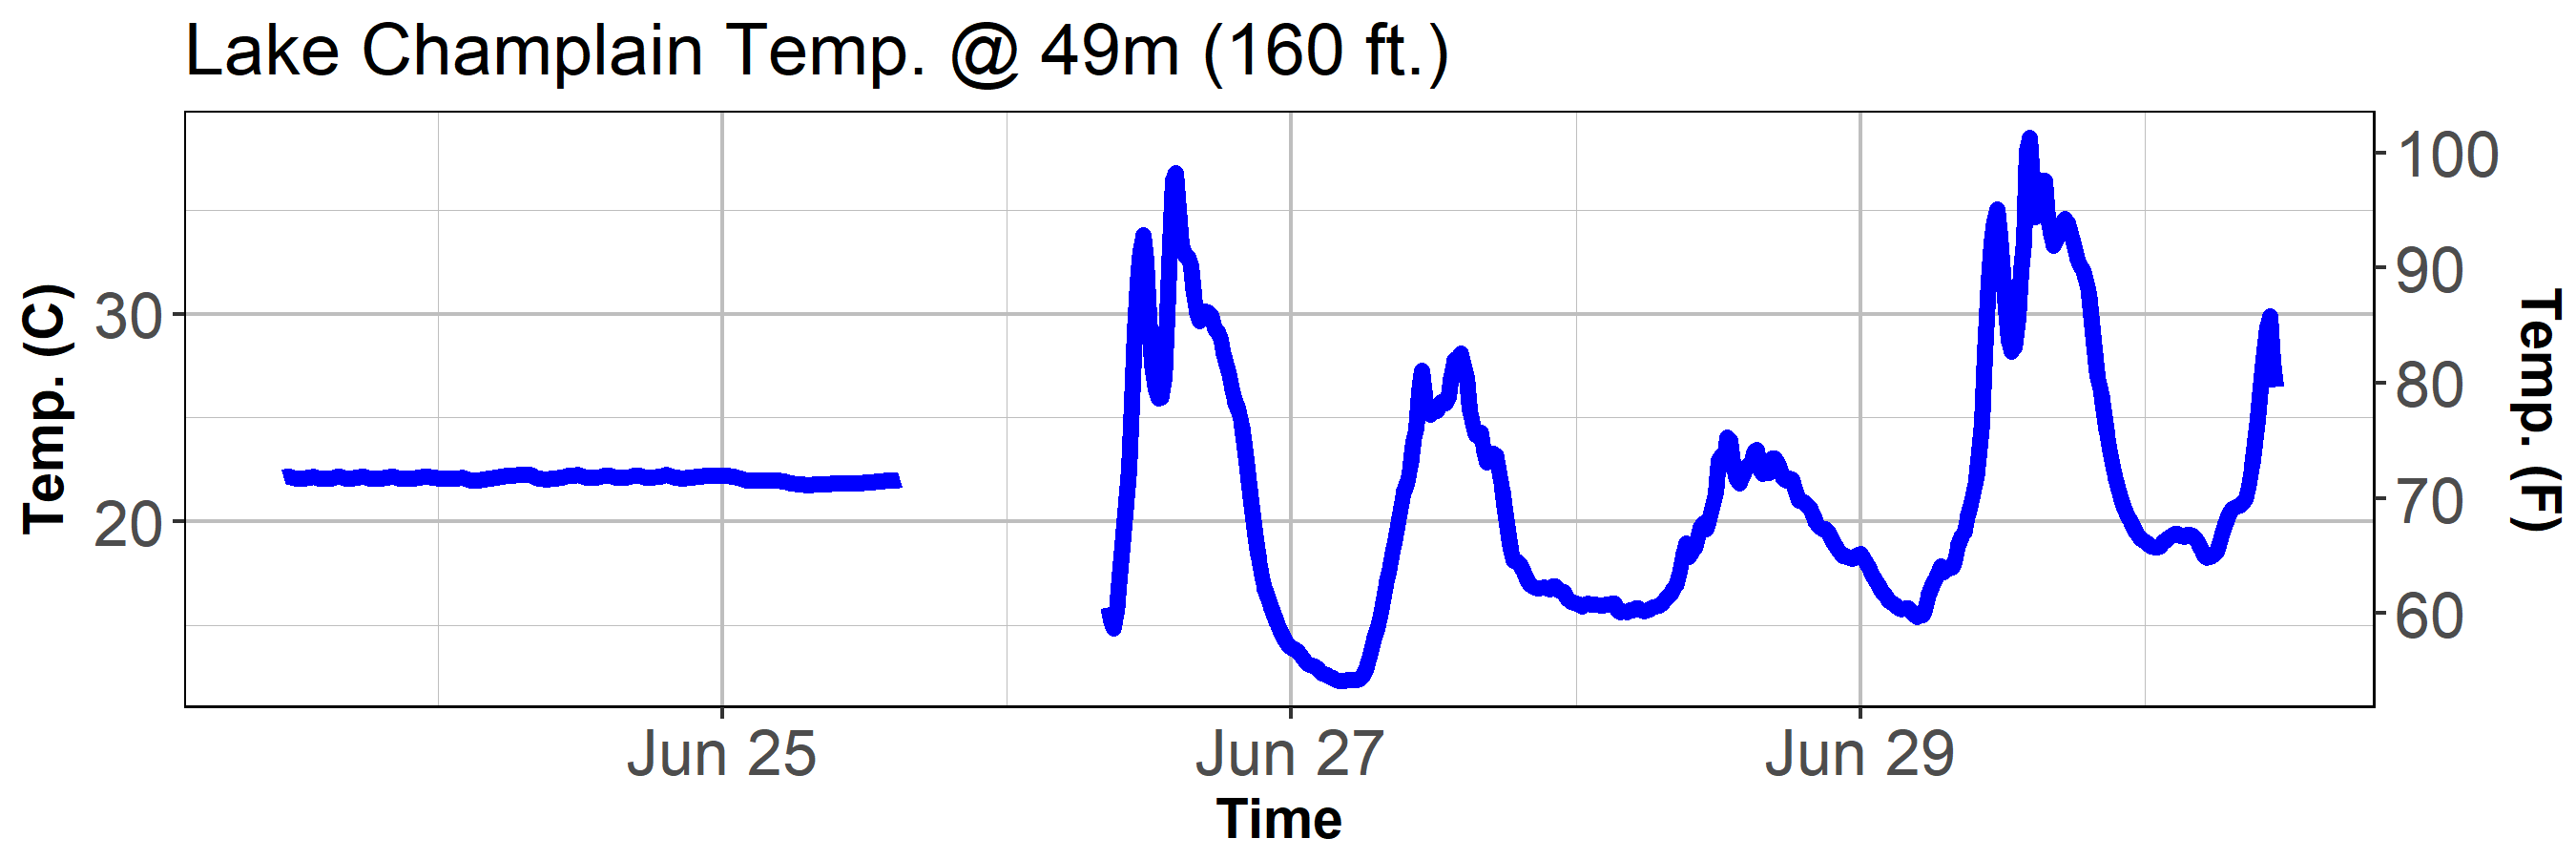 Lake Champlain Temp. @ 49m (160 ft.)
Temp. (C)
30
20
100
90
80
70
60
Temp. (F)
Jun 25
Jun 27
Jun 29
Time